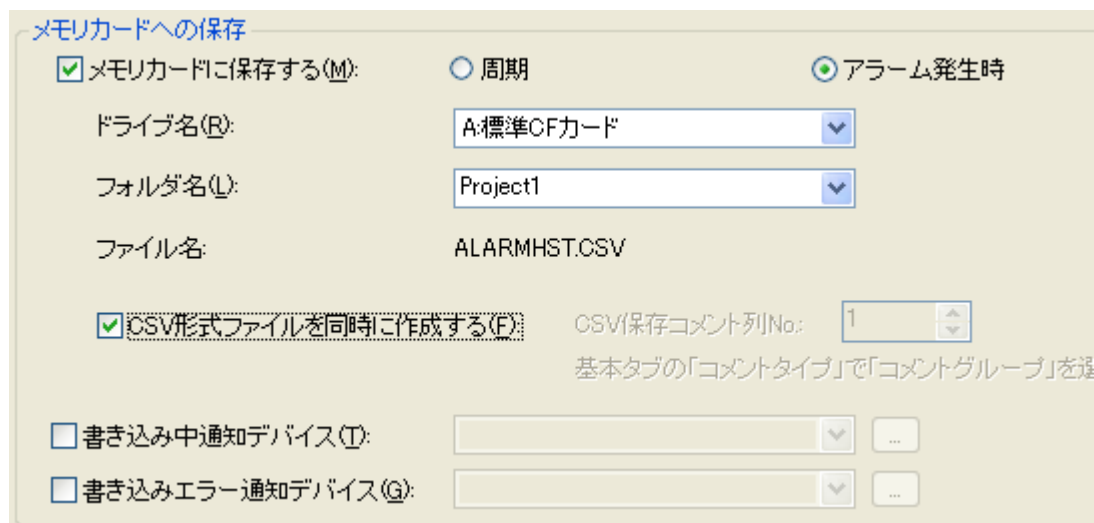 メモリカードへの保存
メモリカードに保存する(M): 周期 アラーム発生時
ドライブ名(R): A:標準CFカード
フォルダ名(L): Project1
ファイル名: ALARMHST.CSV
CSV形式ファイルを同時に作成する(F): CSV保存コメント列No.: 1
基本タブの「コメントタイプ」で「コメントグループ」を選
書き込み中通知デバイス(T): ...
書き込みエラー通知デバイス(G): ...